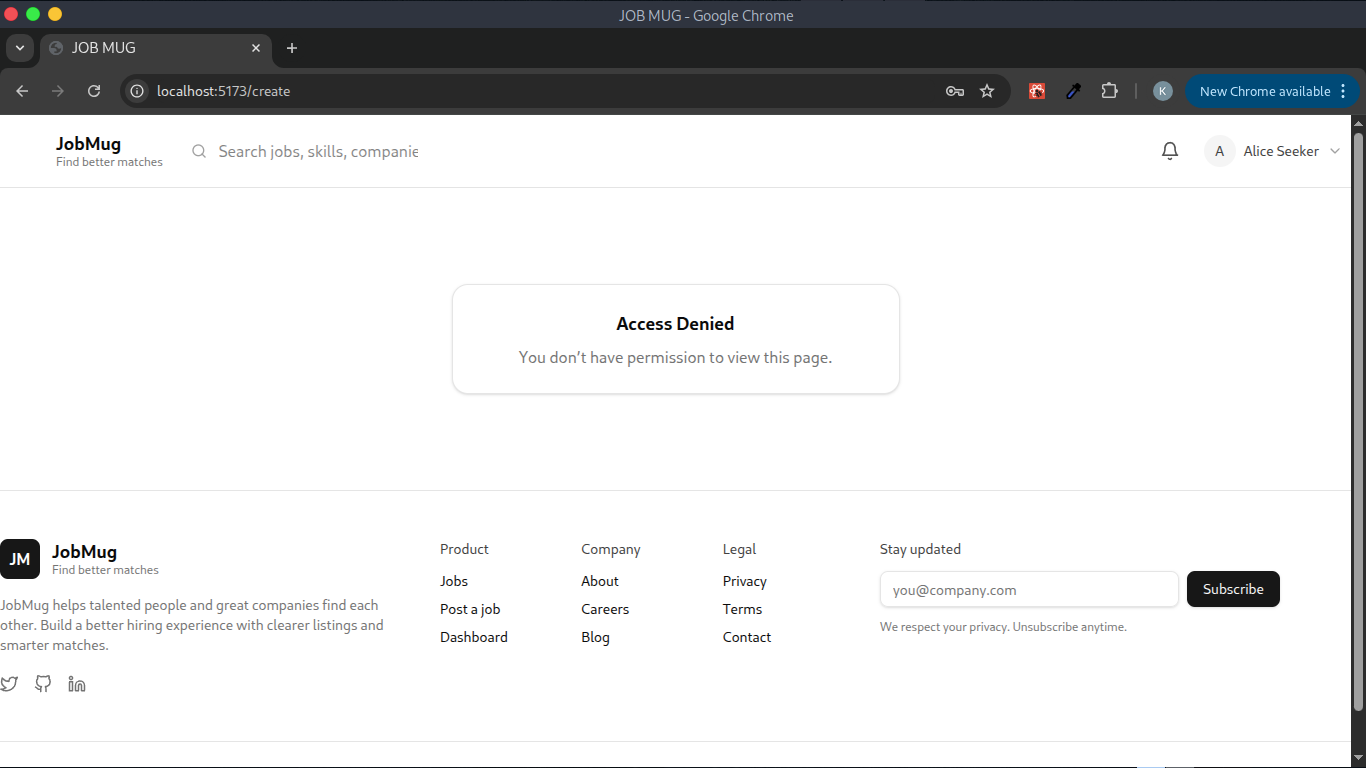 JOB MUG - Google Chrome
JOB MUG
localhost:5173/create
K
New Chrome available
JobMug
Find better matches
Search jobs, skills, companie
A
Alice Seeker
Access Denied
You don’t have permission to view this page.
JM
JobMug
Find better matches
JobMug helps talented people and great companies find each
other. Build a better hiring experience with clearer listings and
smarter matches.
Product
Jobs
Post a job
Dashboard
Company
About
Careers
Blog
Legal
Privacy
Terms
Contact
Stay updated
you@company.com
Subscribe
We respect your privacy. Unsubscribe anytime.